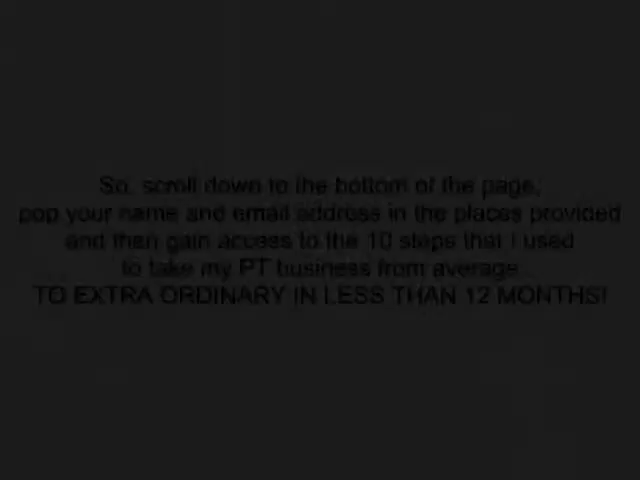 So, scroll down to the bottom of the page,
pop your name and email address in the places provided
and then gain access to the 10 steps that I used
to take my PT business from average
TO EXTRA ORDINARY IN LESS THAN 12 MONTHS!